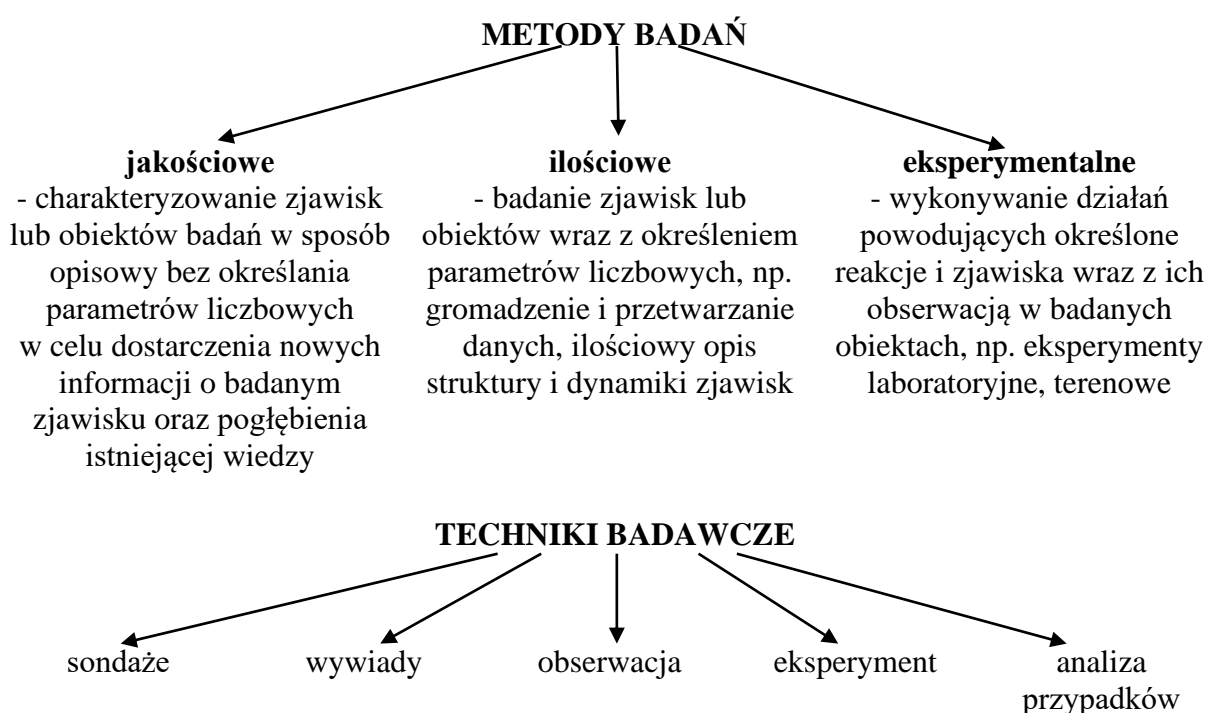 METODY BADAŃ
jakościowe
- charakteryzowanie zjawisk
lub obiektów badań w sposób
opisowy bez określania
parametrów liczbowych
w celu dostarczenia nowych
informacji o badanym
zjawisku oraz pogłębienia
istniejącej wiedzy
ilościowe
- badanie zjawisk lub
obiektów wraz z określeniem
parametrów liczbowych, np.
gromadzenie i przetwarzanie
danych, ilościowy opis
struktury i dynamiki zjawisk
eksperymentalne
- wykonywanie działań
powodujących określone
reakcje i zjawiska wraz z ich
obserwacją w badanych
obiektach, np. eksperymenty
laboratoryjne, terenowe
TECHNIKI BADAWCZE
sondaże
wywiady
obserwacja
eksperyment
analiza
przypadków